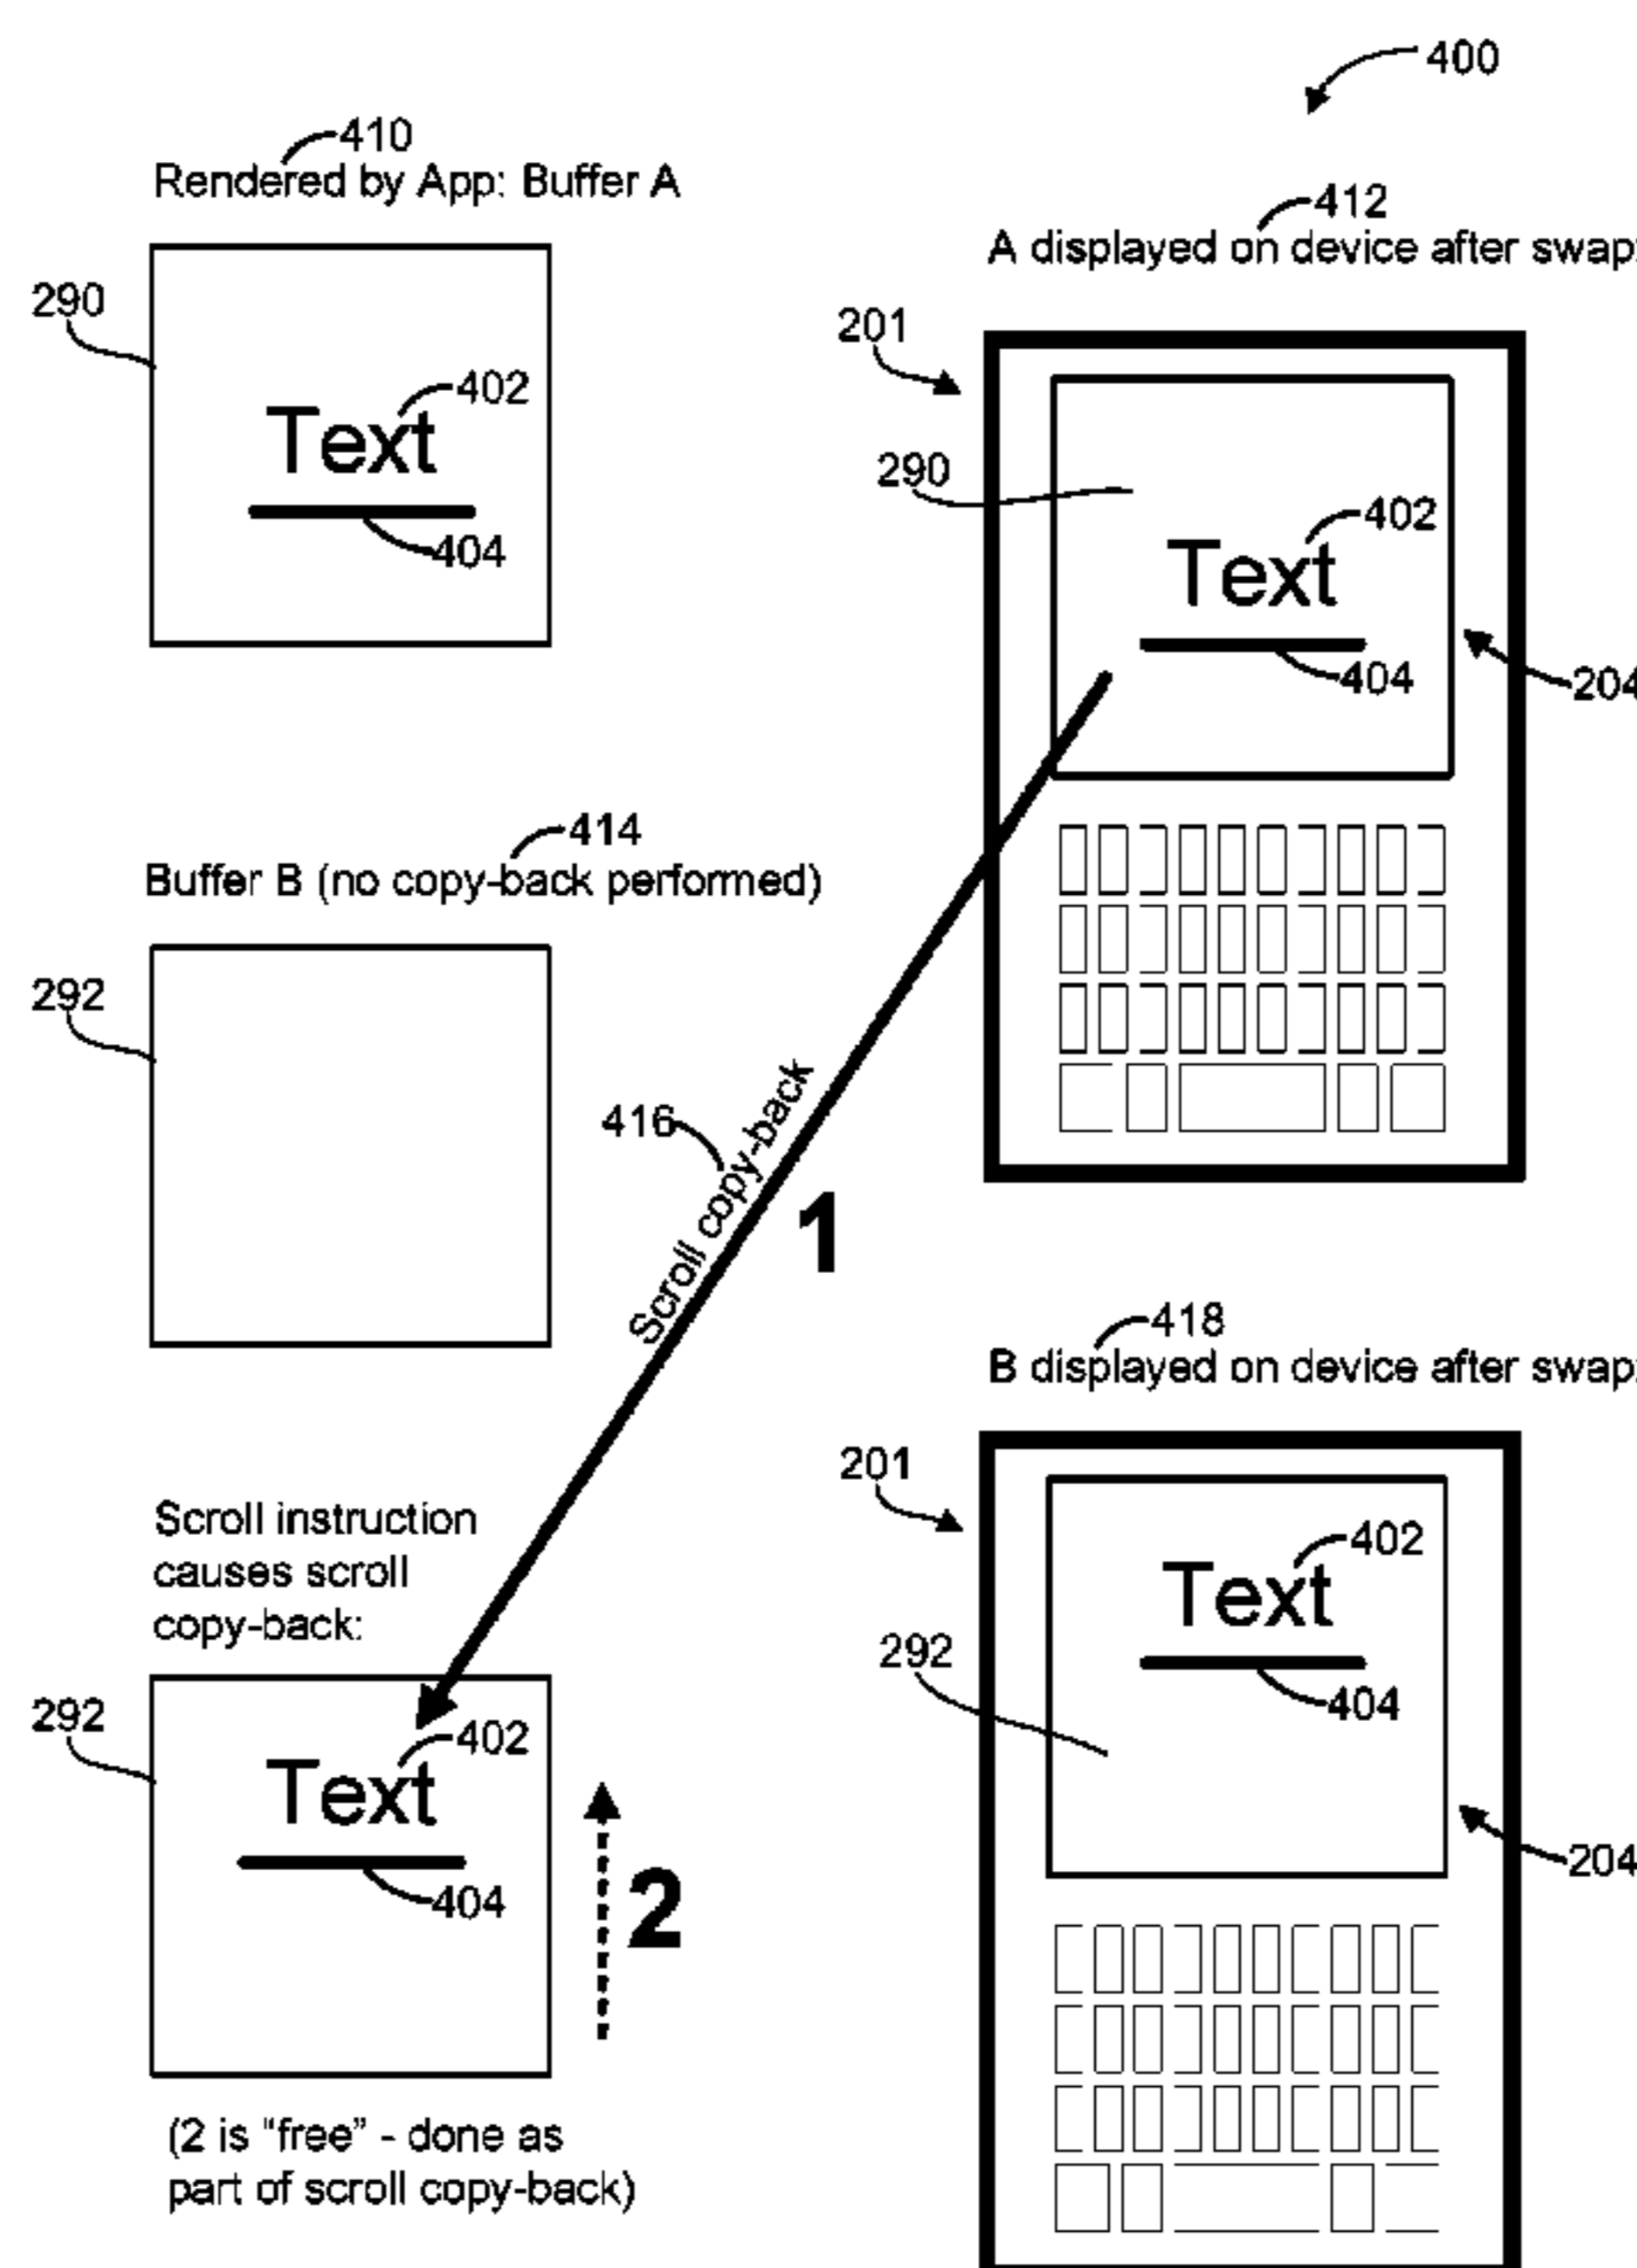 400
410
Rendered by App: Buffer A
412
A displayed on device after swap:
290
402
Text
404
201
290
402
Text
404
204
414
Buffer B (no copy-back performed)
292
416
Scroll copy-back
1
418
B displayed on device after swap:
Scroll instruction
causes scroll
copy-back:
292
402
Text
404
2
(2 is "free" - done as
part of scroll copy-back)
201
402
Text
292
404
204